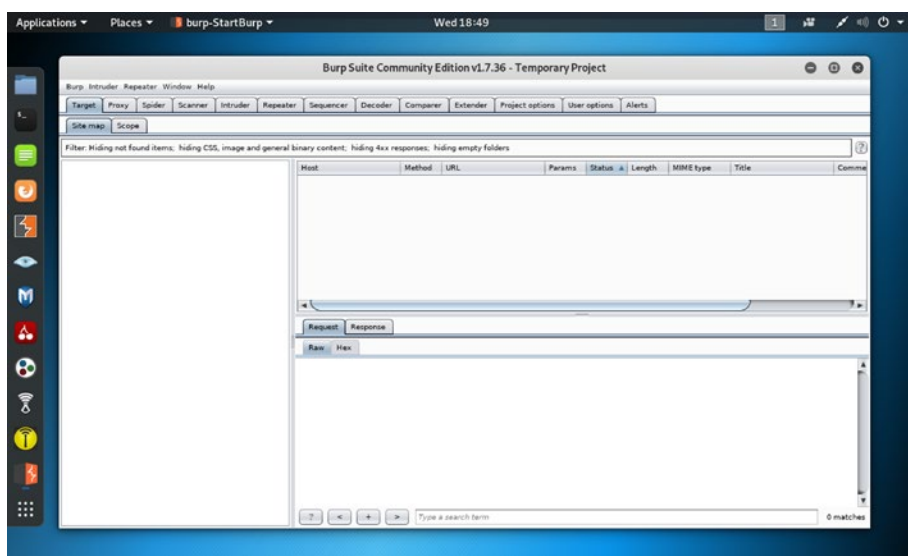 Applications Places burp-StartBurp Wed 18:49 1
Burp Suite Community Edition v1.7.36 - Temporary Project
Burp Intruder Repeater Window Help
Target Proxy Spider Scanner Intruder Repeater Sequencer Decoder Comparer Extender Project options User options Alerts
Site map Scope
Filter: Hiding not found items; hiding CSS, image and general binary content; hiding 4xx responses; hiding empty folders ?
Host Method URL Params Status Length MIME type Title Comme
Request Response
Raw Hex
? < + > Type a search term 0 matches